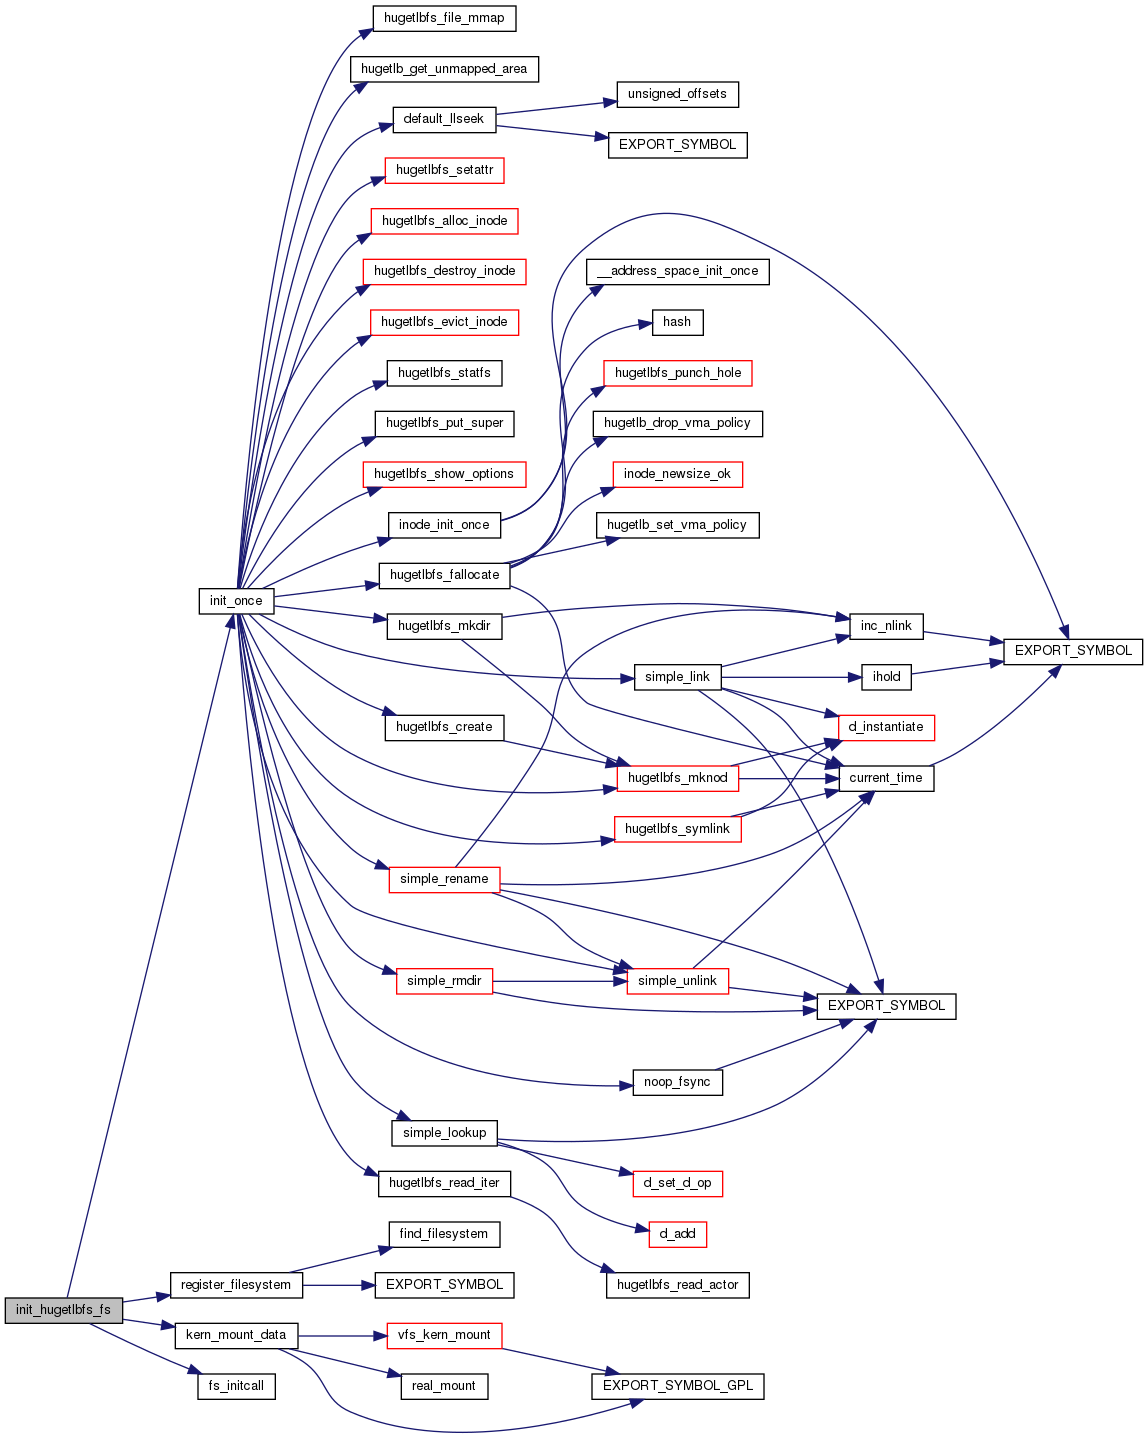 hugetlbfs_file_mmap
hugetlb_get_unmapped_area
unsigned_offsets
default_llseek
EXPORT_SYMBOL
hugetlbfs_setattr
hugetlbfs_alloc_inode
hugetlbfs_destroy_inode
__address_space_init_once
hugetlbfs_evict_inode
hash
hugetlbfs_statfs
hugetlbfs_punch_hole
hugetlbfs_put_super
hugetlb_drop_vma_policy
hugetlbfs_show_options
inode_newsize_ok
inode_init_once
hugetlb_set_vma_policy
hugetlbfs_fallocate
init_once
hugetlbfs_mkdir
inc_nlink
EXPORT_SYMBOL
simple_link
ihold
hugetlbfs_create
d_instantiate
hugetlbfs_mknod
current_time
hugetlbfs_symlink
simple_rename
simple_rmdir
simple_unlink
EXPORT_SYMBOL
noop_fsync
simple_lookup
hugetlbfs_read_iter
d_set_d_op
find_filesystem
d_add
register_filesystem
EXPORT_SYMBOL
hugetlbfs_read_actor
init_hugetlbfs_fs
kern_mount_data
vfs_kern_mount
fs_initcall
real_mount
EXPORT_SYMBOL_GPL